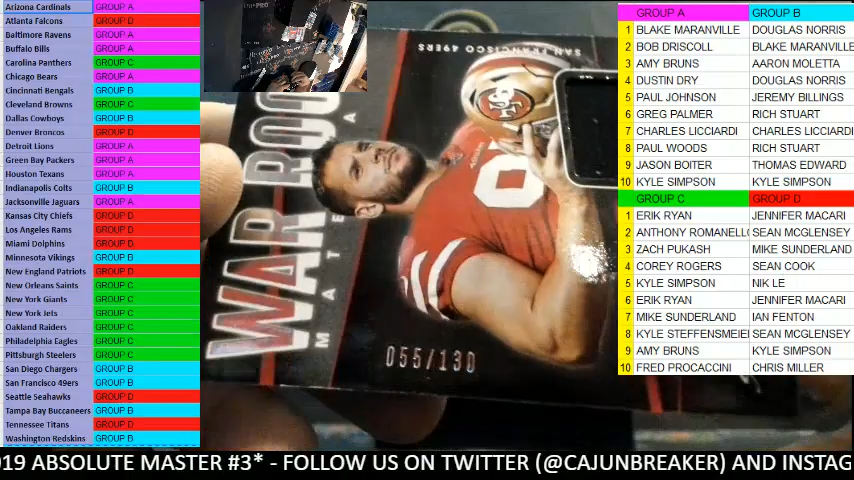 Arizona Cardinals GROUP A
Atlanta Falcons GROUP D
Baltimore Ravens GROUP A
Buffalo Bills GROUP A
Carolina Panthers GROUP C
Chicago Bears GROUP A
Cincinnati Bengals GROUP B
Cleveland Browns GROUP C
Dallas Cowboys GROUP B
Denver Broncos GROUP D
Detroit Lions GROUP A
Green Bay Packers GROUP A
Houston Texans GROUP A
Indianapolis Colts GROUP B
Jacksonville Jaguars GROUP A
Kansas City Chiefs GROUP D
Los Angeles Rams GROUP D
Miami Dolphins GROUP D
Minnesota Vikings GROUP B
New England Patriots GROUP D
New Orleans Saints GROUP C
New York Giants GROUP C
New York Jets GROUP C
Oakland Raiders GROUP C
Philadelphia Eagles GROUP C
Pittsburgh Steelers GROUP C
San Diego Chargers GROUP B
San Francisco 49ers GROUP B
Seattle Seahawks GROUP D
Tampa Bay Buccaneers GROUP B
Tennessee Titans GROUP D
Washington Redskins GROUP B
SAN FRANCISCO 49ERS
WAR ROO
MATE
A
055/130
GROUP A GROUP B
1 BLAKE MARANVILLE DOUGLAS NORRIS
2 BOB DRISCOLL BLAKE MARANVILLE
3 AMY BRUNS AARON MOLETTA
4 DUSTIN DRY DOUGLAS NORRIS
5 PAUL JOHNSON JEREMY BILLINGS
6 GREG PALMER RICH STUART
7 CHARLES LICCIARDI CHARLES LICCIARDI
8 PAUL WOODS RICH STUART
9 JASON BOITER THOMAS EDWARD
10 KYLE SIMPSON KYLE SIMPSON
GROUP C GROUP D
1 ERIK RYAN JENNIFER MACARI
2 ANTHONY ROMANELLO SEAN MCGLENSEY
3 ZACH PUKASH MIKE SUNDERLAND
4 COREY ROGERS SEAN COOK
5 KYLE SIMPSON NIK LE
6 ERIK RYAN JENNIFER MACARI
7 MIKE SUNDERLAND IAN FENTON
8 KYLE STEFFENSMEIE SEAN MCGLENSEY
9 AMY BRUNS KYLE SIMPSON
10 FRED PROCACCINI CHRIS MILLER
019 ABSOLUTE MASTER #3* - FOLLOW US ON TWITTER (@CAJUNBREAKER) AND INSTAG